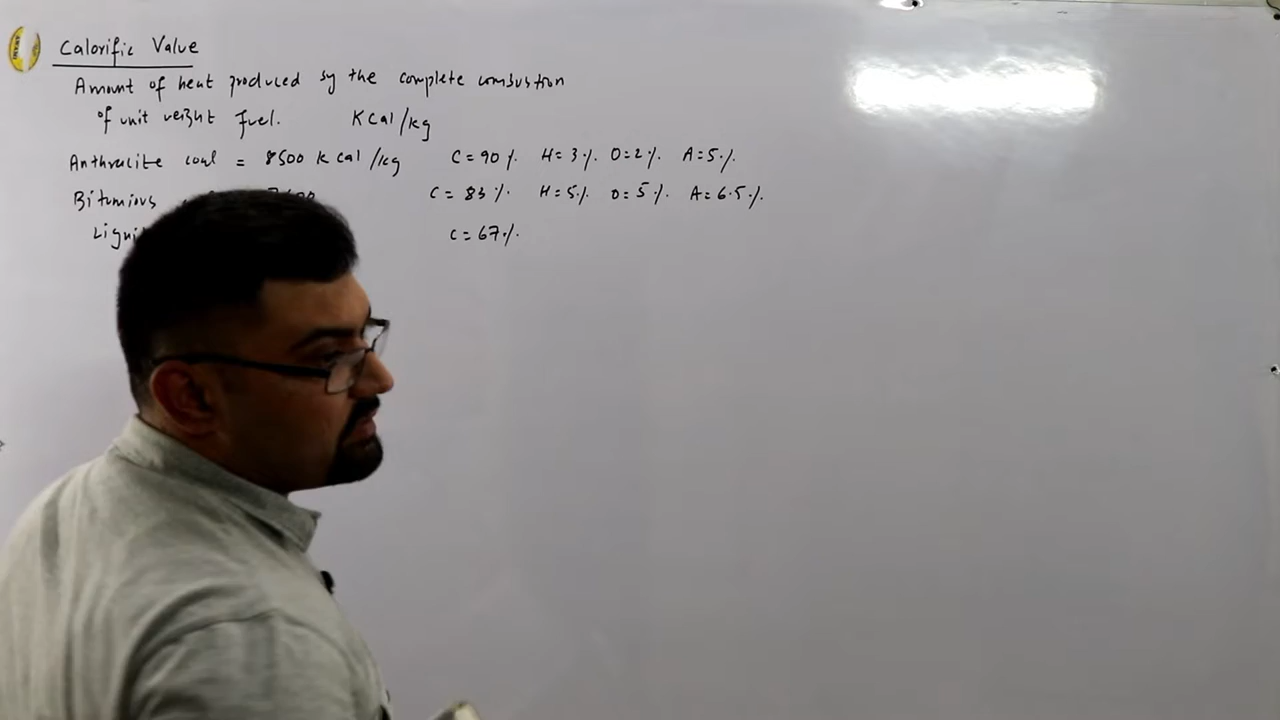 Calorific Value
Amount of heat produced by the complete combustion
of unit weight fuel. KCal/kg
Anthracite coal = 8500 k cal/kg C = 90 % H = 3% O = 2% A = 5%
Bitumious C = 83 % H = 5% O = 5% A = 6.5%
C = 67%